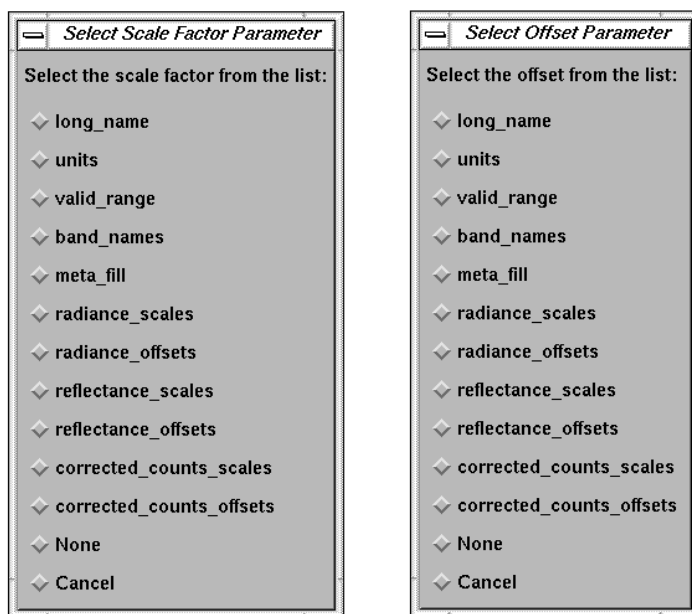 Select Scale Factor Parameter
Select the scale factor from the list:
long_name
units
valid_range
band_names
meta_fill
radiance_scales
radiance_offsets
reflectance_scales
reflectance_offsets
corrected_counts_scales
corrected_counts_offsets
None
Cancel
Select Offset Parameter
Select the offset from the list:
long_name
units
valid_range
band_names
meta_fill
radiance_scales
radiance_offsets
reflectance_scales
reflectance_offsets
corrected_counts_scales
corrected_counts_offsets
None
Cancel